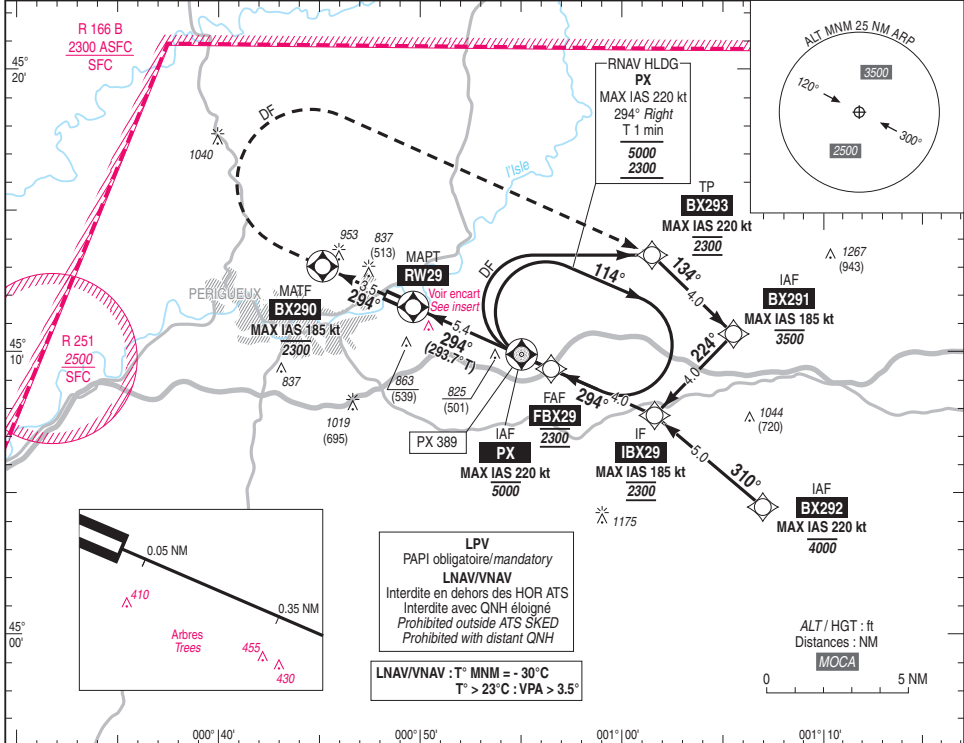 R 166 B
2300 ASFC
SFC
45°
20'
DF
1040
l'Isle
RNAV HLDG
PX
MAX IAS 220 kt
294° Right
T 1 min
5000
2300
ALT MNM 25 NM ARP
3500
120°
300°
2500
TP
BX293
MAX IAS 220 kt
2300
134°
4.0
1267
(943)
IAF
BX291
MAX IAS 185 kt
3500
224°
4.0
DF
114°
953
837
(513)
MAPT
RW29
3.5
294°
Voir encart
See insert
5.4
294°
(293.7°T)
PERIGUEUX
MATF
BX290
MAX IAS 185 kt
2300
R 251
2500
SFC
45°
10'
837
863
(539)
825
(501)
1019
(695)
PX 389
IAF
PX
MAX IAS 220 kt
5000
FAF
FBX29
2300
294°
4.0
IF
IBX29
MAX IAS 185 kt
2300
1044
(720)
5.0
310°
IAF
BX292
MAX IAS 220 kt
4000
1175
0.05 NM
410
0.35 NM
Arbres
Trees
455
430
LPV
PAPI obligatoire/mandatory
LNAV/VNAV
Interdite en dehors des HOR ATS
Interdite avec QNH éloigné
Prohibited outside ATS SKED
Prohibited with distant QNH
LNAV/VNAV : T° MNM = - 30°C
T° > 23°C : VPA > 3.5°
45°
00'
ALT / HGT : ft
Distances : NM
MOCA
0
5 NM
000° 40'
000° 50'
001° 00'
001° 10'